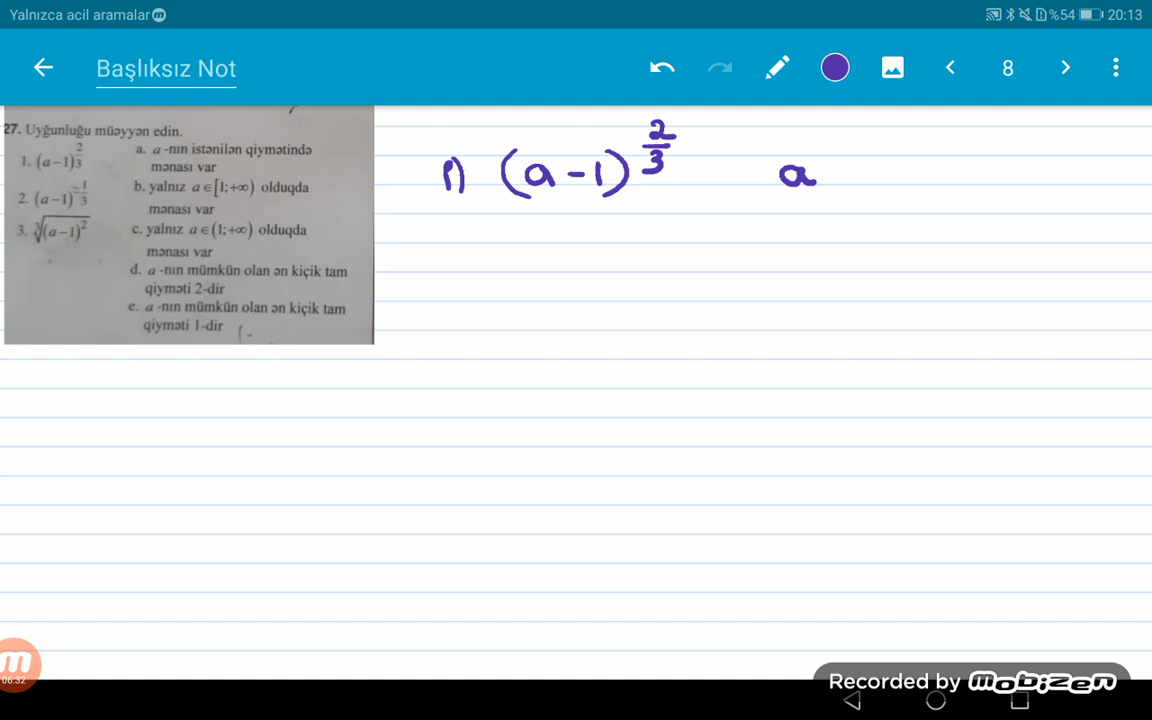 Yalnızca acil aramalar %54 20:13
Başlıksız Not 8
27. Uyğunluğu müəyyən edin.
1. (a−1)^(2/3) a. a -nın istənilən qiymətində
mənası var
2. (a−1)^(−1/3) b. yalnız a∈[1;+∞) olduqda
mənası var
3. ∛(a−1)² c. yalnız a∈(1;+∞) olduqda
mənası var
d. a -nın mümkün olan ən kiçik tam
qiyməti 2-dir
e. a -nın mümkün olan ən kiçik tam
qiyməti 1-dir
1) (a−1)^(2/3) a
06:32
Recorded by mobizen